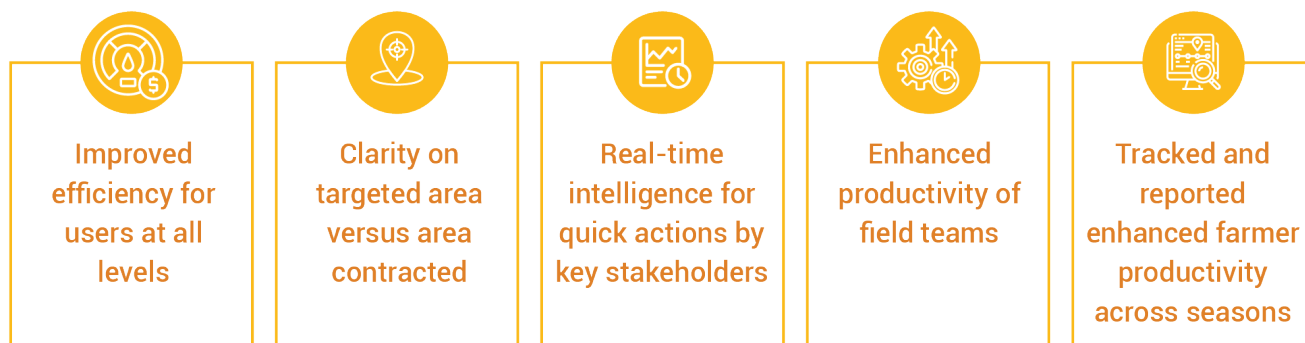 Improved
efficiency for
users at all
levels
Clarity on
targeted area
versus area
contracted
Real-time
intelligence for
quick actions by
key stakeholders
Enhanced
productivity of
field teams
Tracked and
reported
enhanced farmer
productivity
across seasons